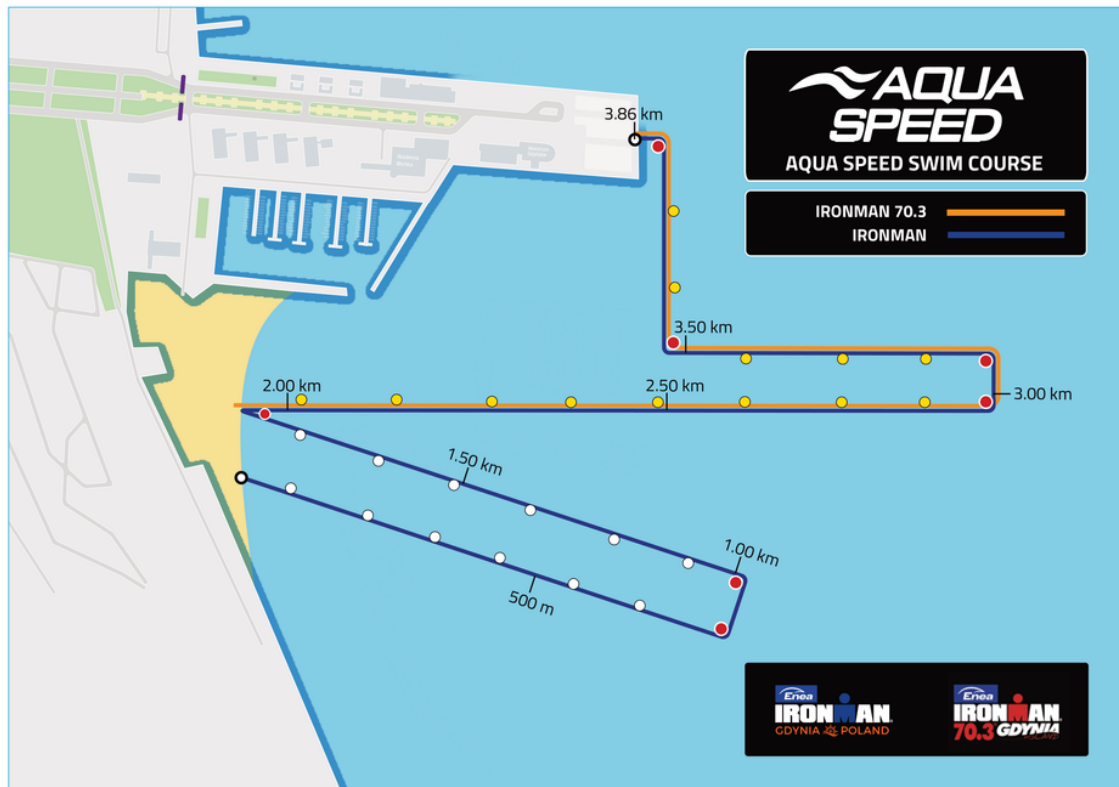 AQUA
SPEED
AQUA SPEED SWIM COURSE
IRONMAN 70.3
IRONMAN
3.86 km
3.50 km
3.00 km
2.00 km
2.50 km
1.50 km
1.00 km
500 m
Enea
IRONMAN
GDYNIA POLAND
Enea
IRONMAN
70.3 GDYNIA
POLAND